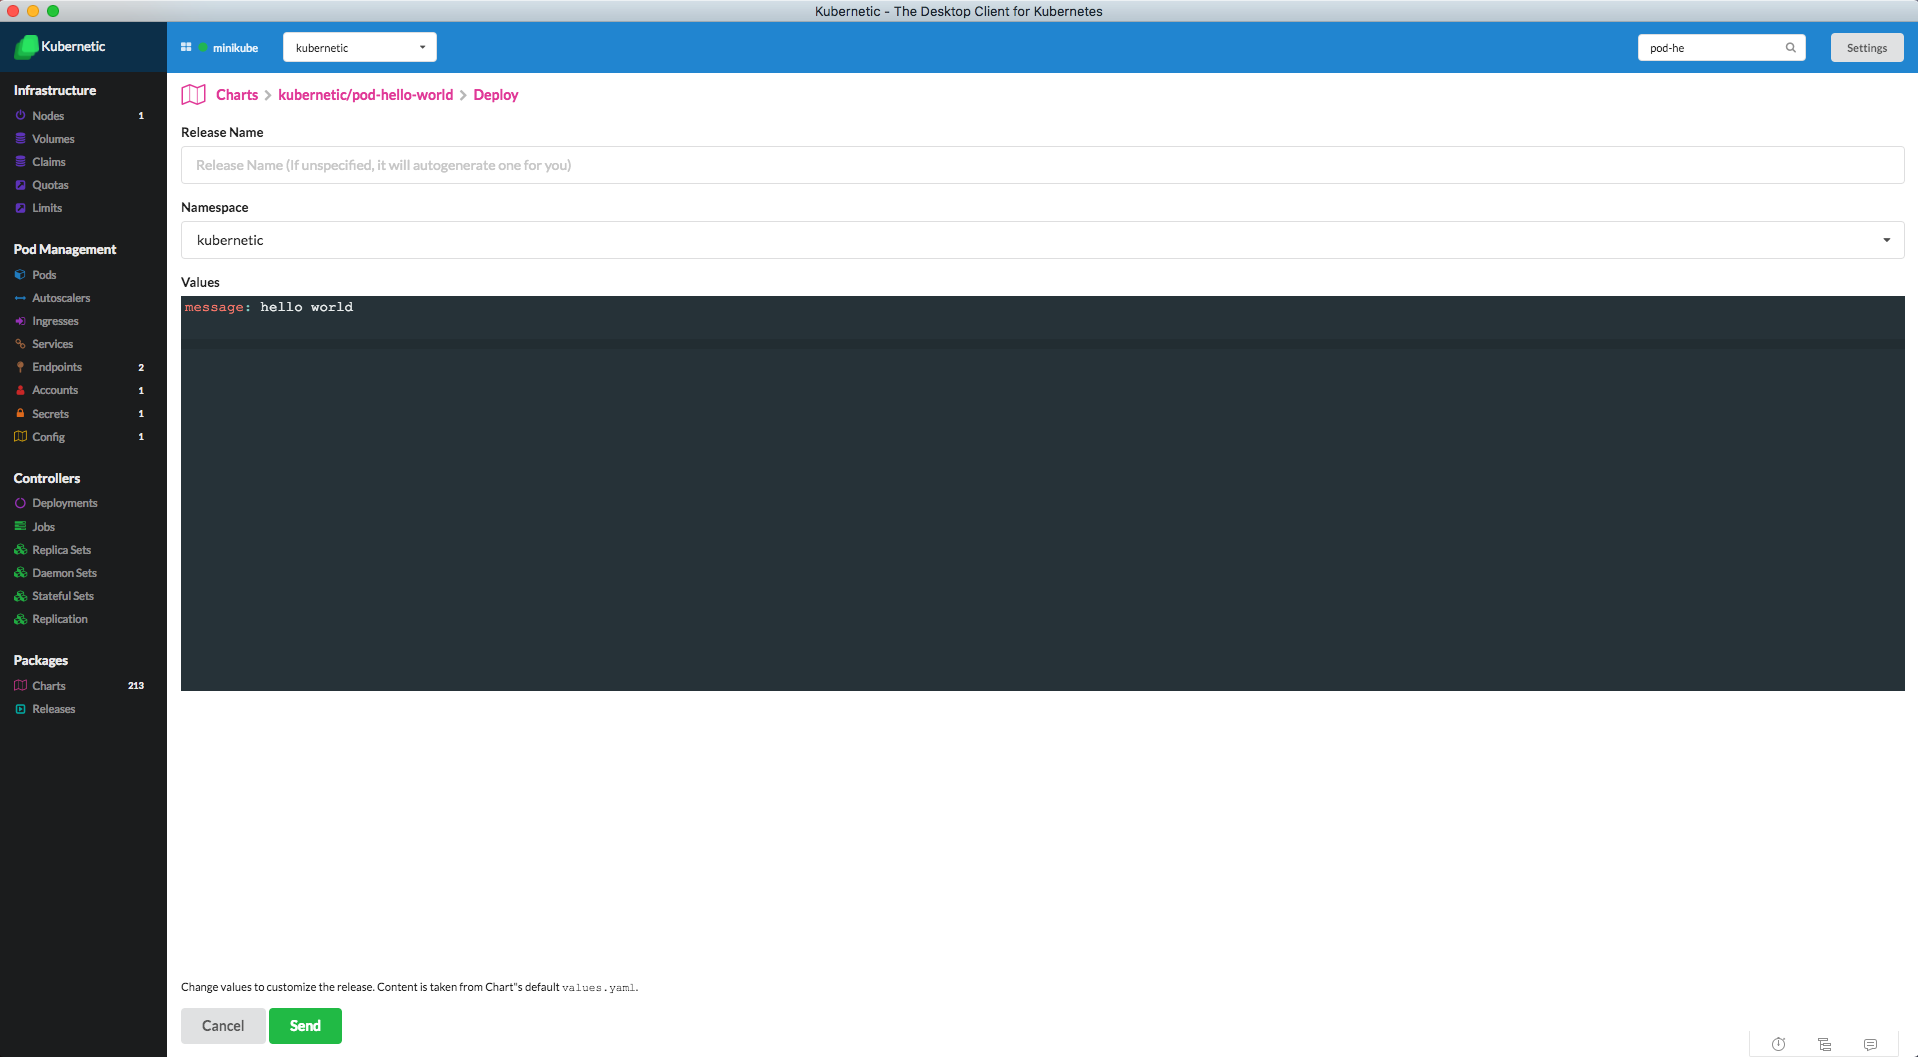 Kubernetic - The Desktop Client for Kubernetes
Kubernetic
minikube
kubernetic
pod-he
Settings
Infrastructure
Nodes 1
Volumes
Claims
Quotas
Limits
Pod Management
Pods
Autoscalers
Ingresses
Services
Endpoints 2
Accounts 1
Secrets 1
Config 1
Controllers
Deployments
Jobs
Replica Sets
Daemon Sets
Stateful Sets
Replication
Packages
Charts 213
Releases
Charts > kubernetic/pod-hello-world > Deploy
Release Name
Release Name (If unspecified, it will autogenerate one for you)
Namespace
kubernetic
Values
message: hello world
Change values to customize the release. Content is taken from Chart"s default values.yaml.
Cancel Send